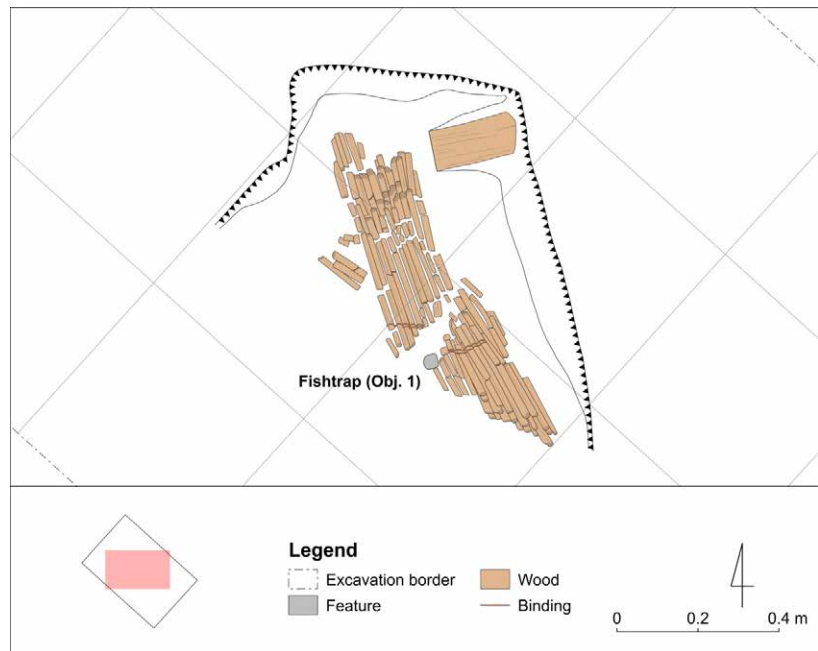 Fishtrap (Obj. 1)
Legend
Excavation border
Wood
Feature
Binding
0 0.2 0.4 m